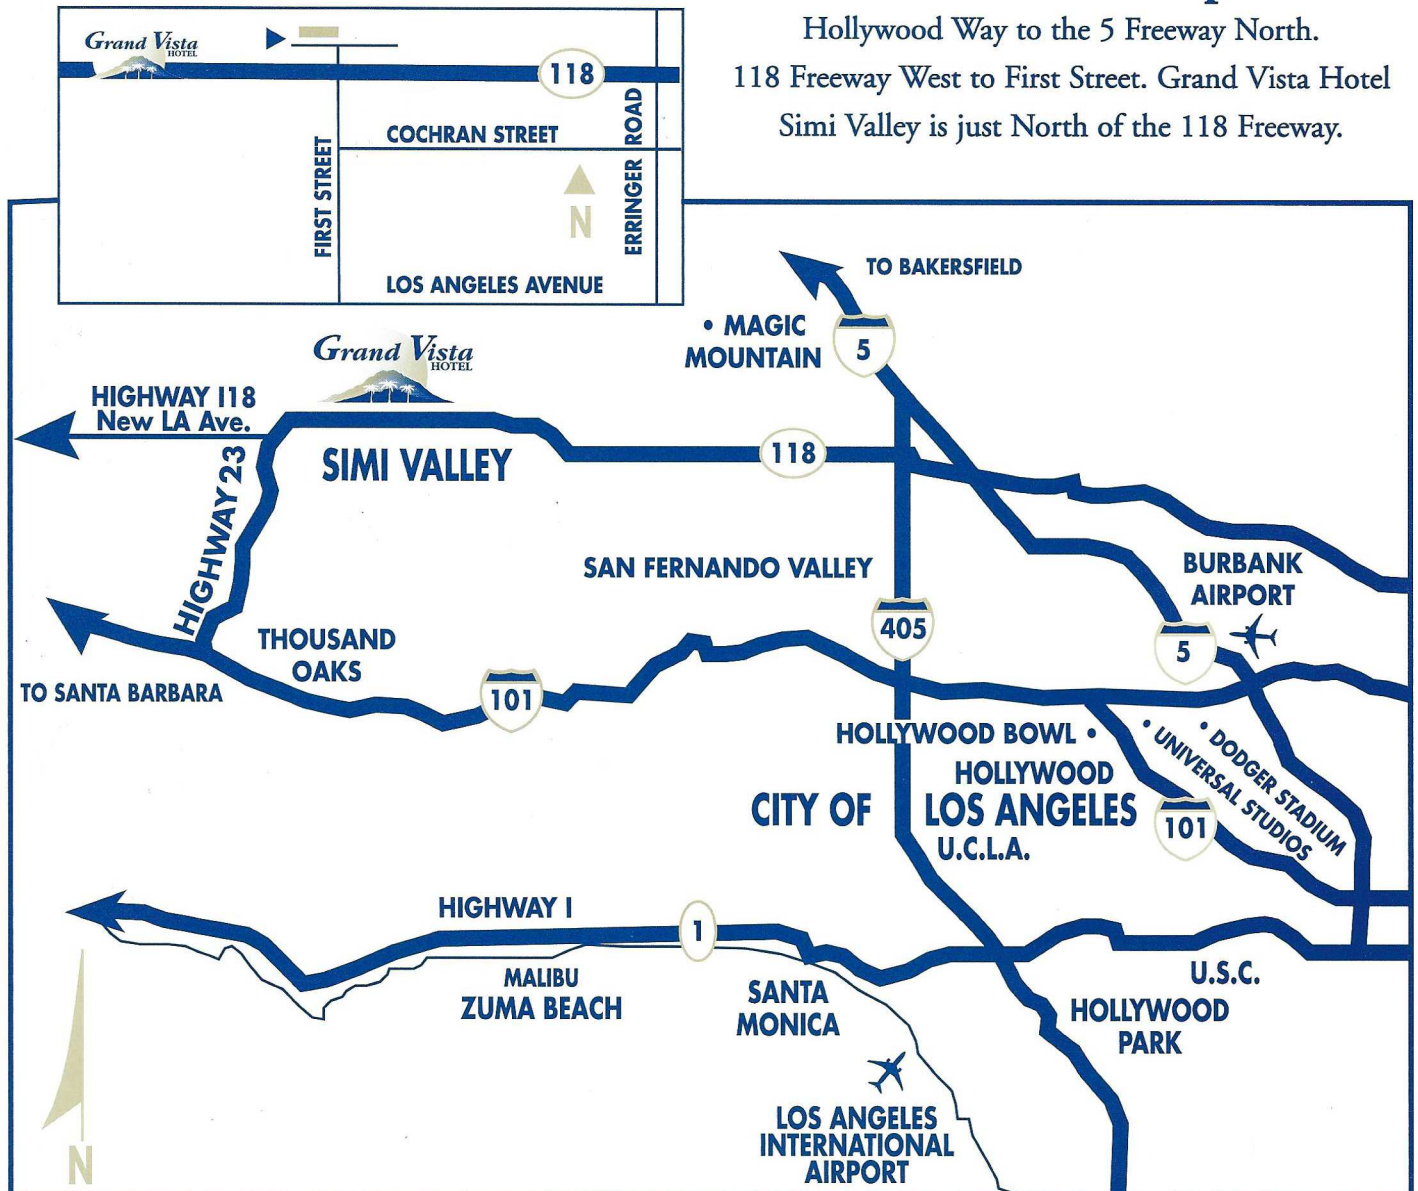 Hollywood Way to the 5 Freeway North.
118 Freeway West to First Street. Grand Vista Hotel
Simi Valley is just North of the 118 Freeway.
Grand Vista
HOTEL
118
COCHRAN STREET
FIRST STREET
ERRINGER ROAD
N
LOS ANGELES AVENUE
TO BAKERSFIELD
• MAGIC
MOUNTAIN
5
Grand Vista
HOTEL
HIGHWAY 118
New LA Ave.
HIGHWAY 23
SIMI VALLEY
118
SAN FERNANDO VALLEY
BURBANK
AIRPORT
405
5
THOUSAND
OAKS
TO SANTA BARBARA
101
HOLLYWOOD BOWL •
• DODGER STADIUM
• UNIVERSAL STUDIOS
HOLLYWOOD
CITY OF LOS ANGELES
101
U.C.L.A.
HIGHWAY 1
1
MALIBU
ZUMA BEACH
SANTA
MONICA
U.S.C.
HOLLYWOOD
PARK
LOS ANGELES
INTERNATIONAL
AIRPORT
N